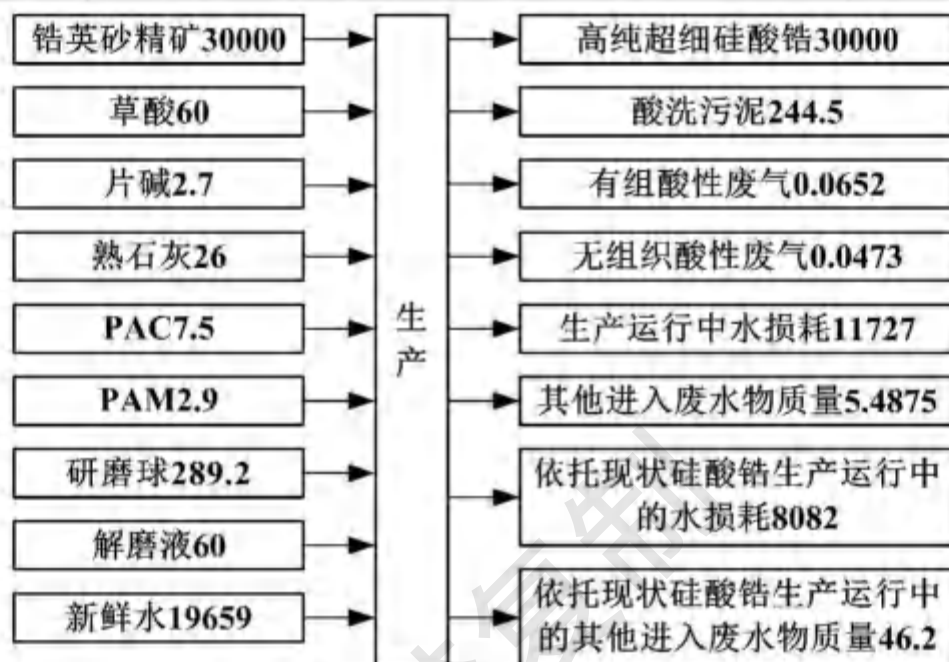 锆英砂精矿30000
草酸60
片碱2.7
熟石灰26
PAC7.5
PAM2.9
研磨球289.2
解磨液60
新鲜水19659
生
产
高纯超细硅酸锆30000
酸洗污泥244.5
有组酸性废气0.0652
无组织酸性废气0.0473
生产运行中水损耗11727
其他进入废水物质量5.4875
依托现状硅酸锆生产运行中
的水损耗8082
依托现状硅酸锆生产运行中
的其他进入废水物质量46.2
复制